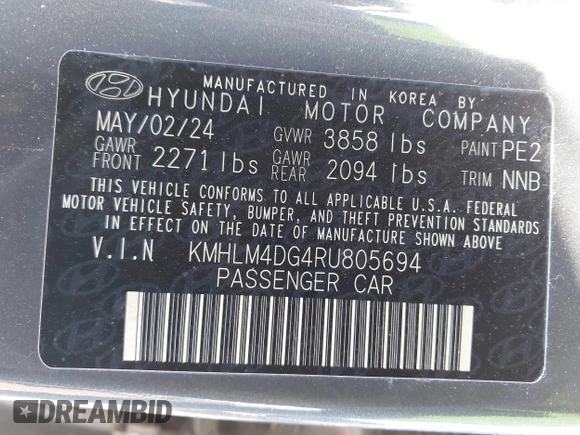 MANUFACTURED IN KOREA BY
HYUNDAI MOTOR COMPANY
MAY/02/24 GVWR 3858 lbs PAINT PE2
GAWR FRONT 2271 lbs GAWR REAR 2094 lbs TRIM NNB
THIS VEHICLE CONFORMS TO ALL APPLICABLE U.S.A. FEDERAL
MOTOR VEHICLE SAFETY, BUMPER, AND THEFT PREVENTION STANDARDS
IN EFFECT ON THE DATE OF MANUFACTURE SHOWN ABOVE
V.I.N KMHLM4DG4RU805694
PASSENGER CAR
DREAMBID